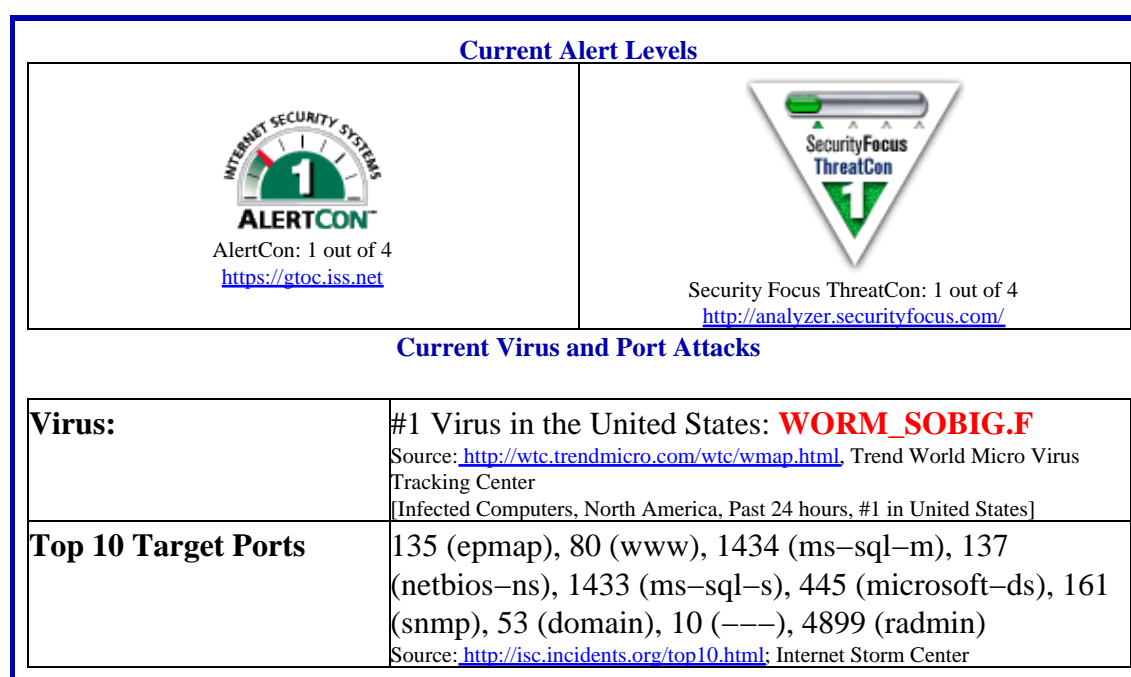 Current Alert Levels
INTERNET SECURITY SYSTEMS
1
ALERTCON™
AlertCon: 1 out of 4
https://gtoc.iss.net
SecurityFocus
ThreatCon
1
Security Focus ThreatCon: 1 out of 4
http://analyzer.securityfocus.com/
Current Virus and Port Attacks
Virus:
#1 Virus in the United States: WORM_SOBIG.F
Source: http://wtc.trendmicro.com/wtc/wmap.html, Trend World Micro Virus
Tracking Center
[Infected Computers, North America, Past 24 hours, #1 in United States]
Top 10 Target Ports
135 (epmap), 80 (www), 1434 (ms−sql−m), 137
(netbios−ns), 1433 (ms−sql−s), 445 (microsoft−ds), 161
(snmp), 53 (domain), 10 (−−−), 4899 (radmin)
Source: http://isc.incidents.org/top10.html; Internet Storm Center